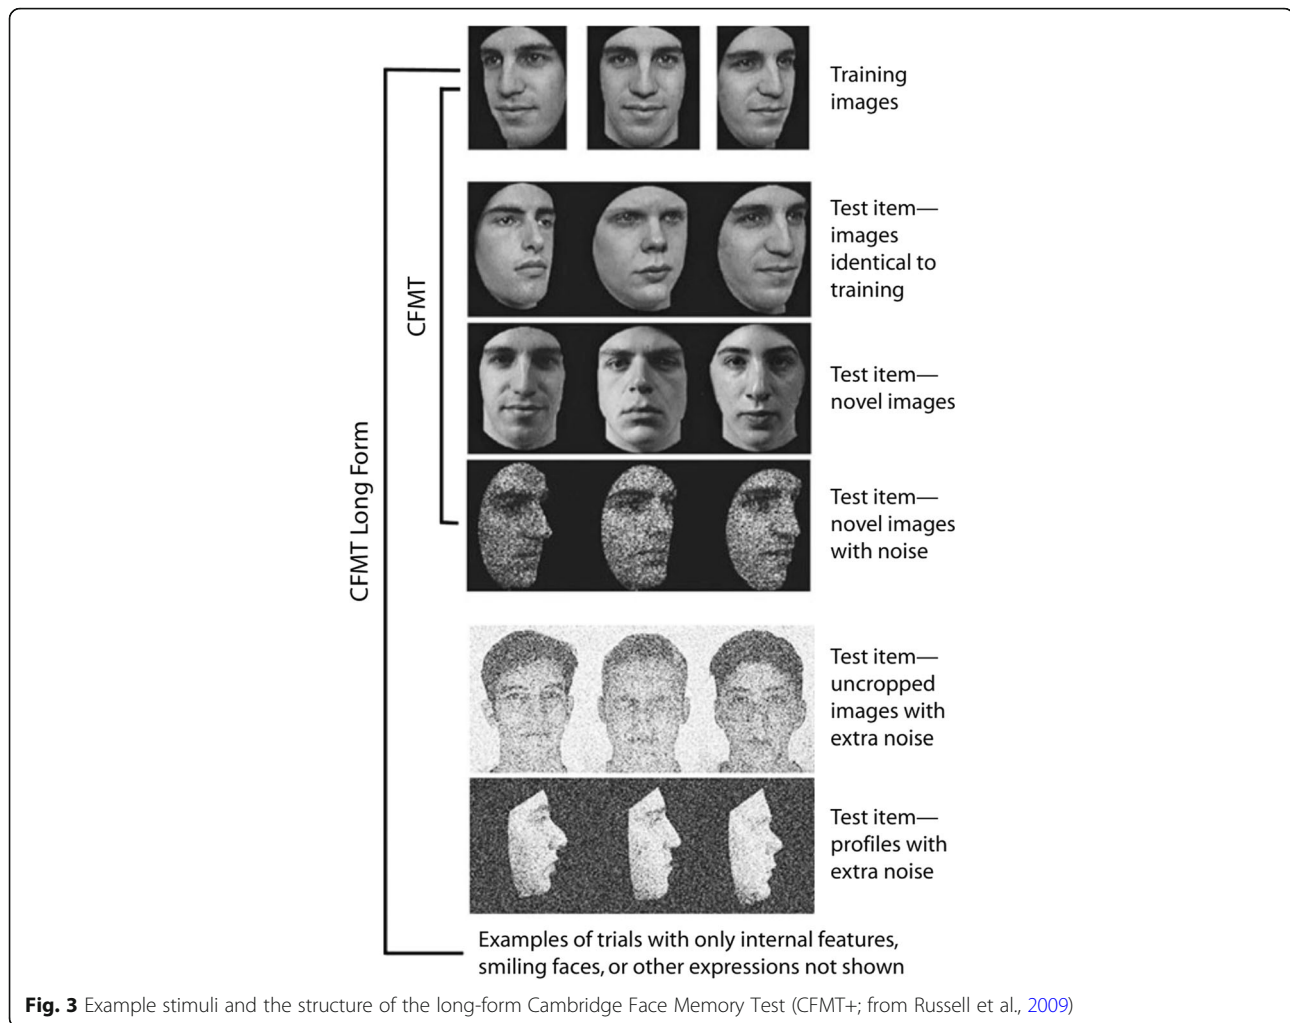 Training
images
Test item—
images
identical to
training
CFMT
Test item—
novel images
CFMT Long Form
Test item—
novel images
with noise
Test item—
uncropped
images with
extra noise
Test item—
profiles with
extra noise
Examples of trials with only internal features,
smiling faces, or other expressions not shown
Fig. 3 Example stimuli and the structure of the long-form Cambridge Face Memory Test (CFMT+; from Russell et al., 2009)